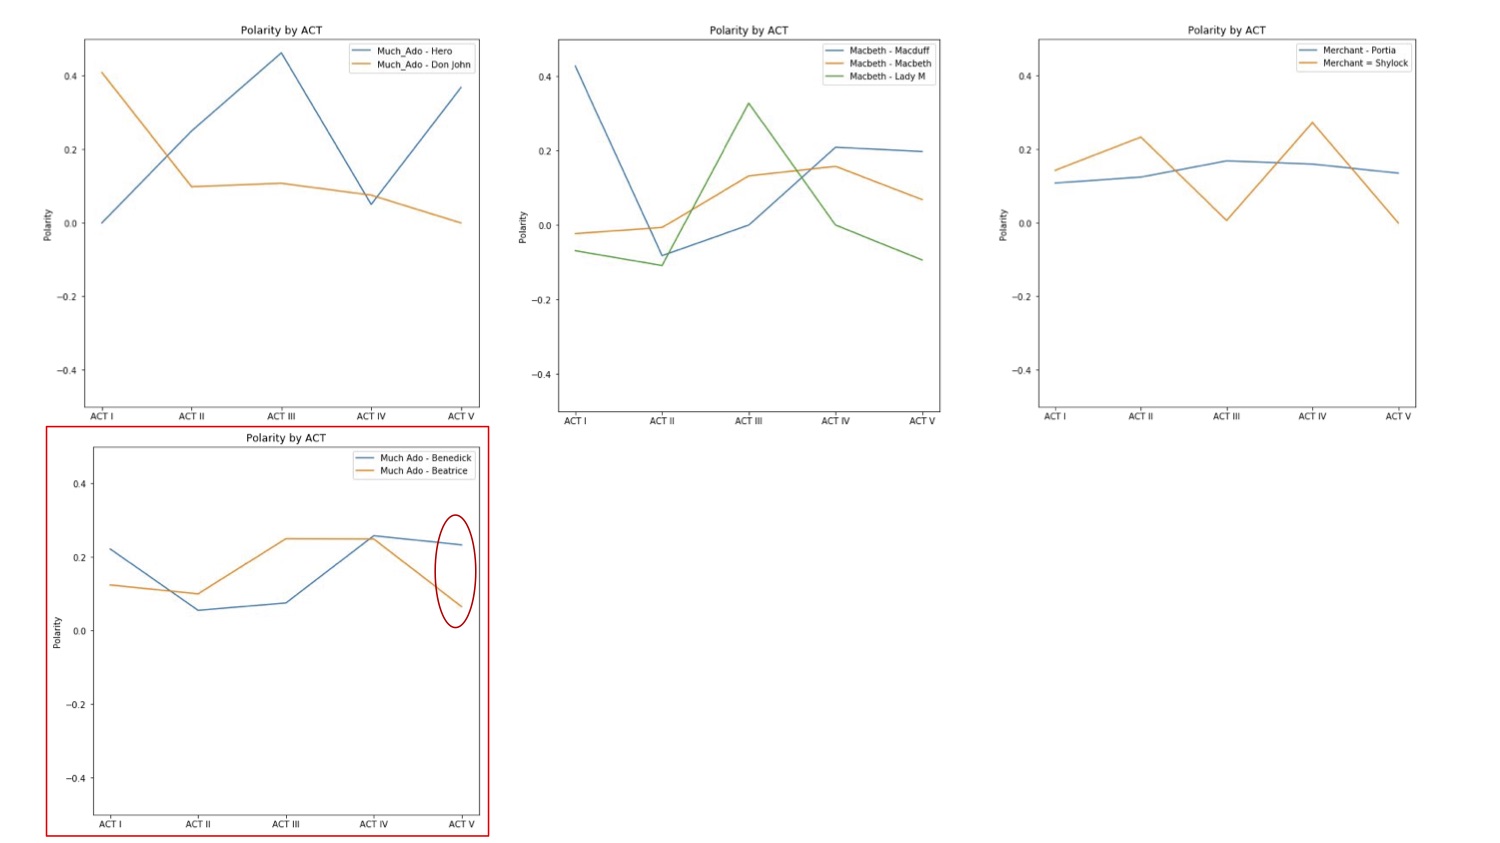 Polarity by ACT
Much_Ado - Hero
Much_Ado - Don John
0.4
0.2
0.0
−0.2
−0.4
Polarity
ACT I ACT II ACT III ACT IV ACT V
Polarity by ACT
Macbeth - Macduff
Macbeth - Macbeth
Macbeth - Lady M
0.4
0.2
0.0
−0.2
−0.4
Polarity
ACT I ACT II ACT III ACT IV ACT V
Polarity by ACT
Merchant - Portia
Merchant = Shylock
0.4
0.2
0.0
−0.2
−0.4
Polarity
ACT I ACT II ACT III ACT IV ACT V
Polarity by ACT
Much Ado - Benedick
Much Ado - Beatrice
0.4
0.2
0.0
−0.2
−0.4
Polarity
ACT I ACT II ACT III ACT IV ACT V